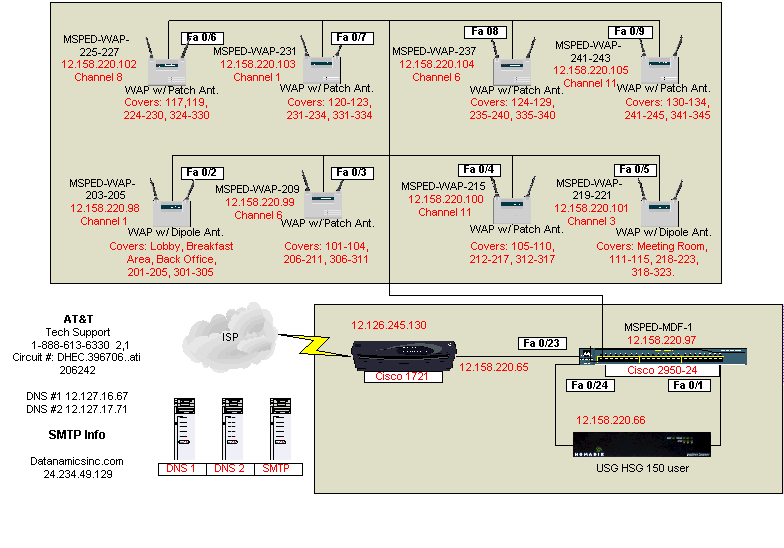 MSPED-WAP-
225-227
12.158.220.102
Channel 8
Fa 0/6
WAP w/ Patch Ant.
Covers: 117,119,
224-230, 324-330
MSPED-WAP-231
12.158.220.103
Channel 1
Fa 0/7
WAP w/ Patch Ant.
Covers: 120-123,
231-234, 331-334
MSPED-WAP-237
12.158.220.104
Channel 6
Fa 08
WAP w/ Patch Ant.
Covers: 124-129,
235-240, 335-340
MSPED-WAP-
241-243
12.158.220.105
Channel 11
Fa 0/9
WAP w/ Patch Ant.
Covers: 130-134,
241-245, 341-345
MSPED-WAP-
203-205
12.158.220.98
Channel 1
Fa 0/2
WAP w/ Dipole Ant.
Covers: Lobby, Breakfast
Area, Back Office,
201-205, 301-305
MSPED-WAP-209
12.158.220.99
Channel 6
Fa 0/3
WAP w/ Patch Ant.
Covers: 101-104,
206-211, 306-311
MSPED-WAP-215
12.158.220.100
Channel 11
Fa 0/4
WAP w/ Patch Ant.
Covers: 105-110,
212-217, 312-317
MSPED-WAP-
219-221
12.158.220.101
Channel 3
Fa 0/5
WAP w/ Dipole Ant.
Covers: Meeting Room,
111-115, 218-223,
318-323.
AT&T
Tech Support
1-888-613-6330 2,1
Circuit #: DHEC.396706..ati
206242
DNS #1 12.127.16.67
DNS #2 12.127.17.71
SMTP Info
Datanamicsinc.com
24.234.49.129
ISP
DNS 1
DNS 2
SMTP
12.126.245.130
Cisco 1721
12.158.220.65
Fa 0/23
MSPED-MDF-1
12.158.220.97
Cisco 2950-24
Fa 0/24
Fa 0/1
12.158.220.66
NOMADIX
USG HSG 150 user